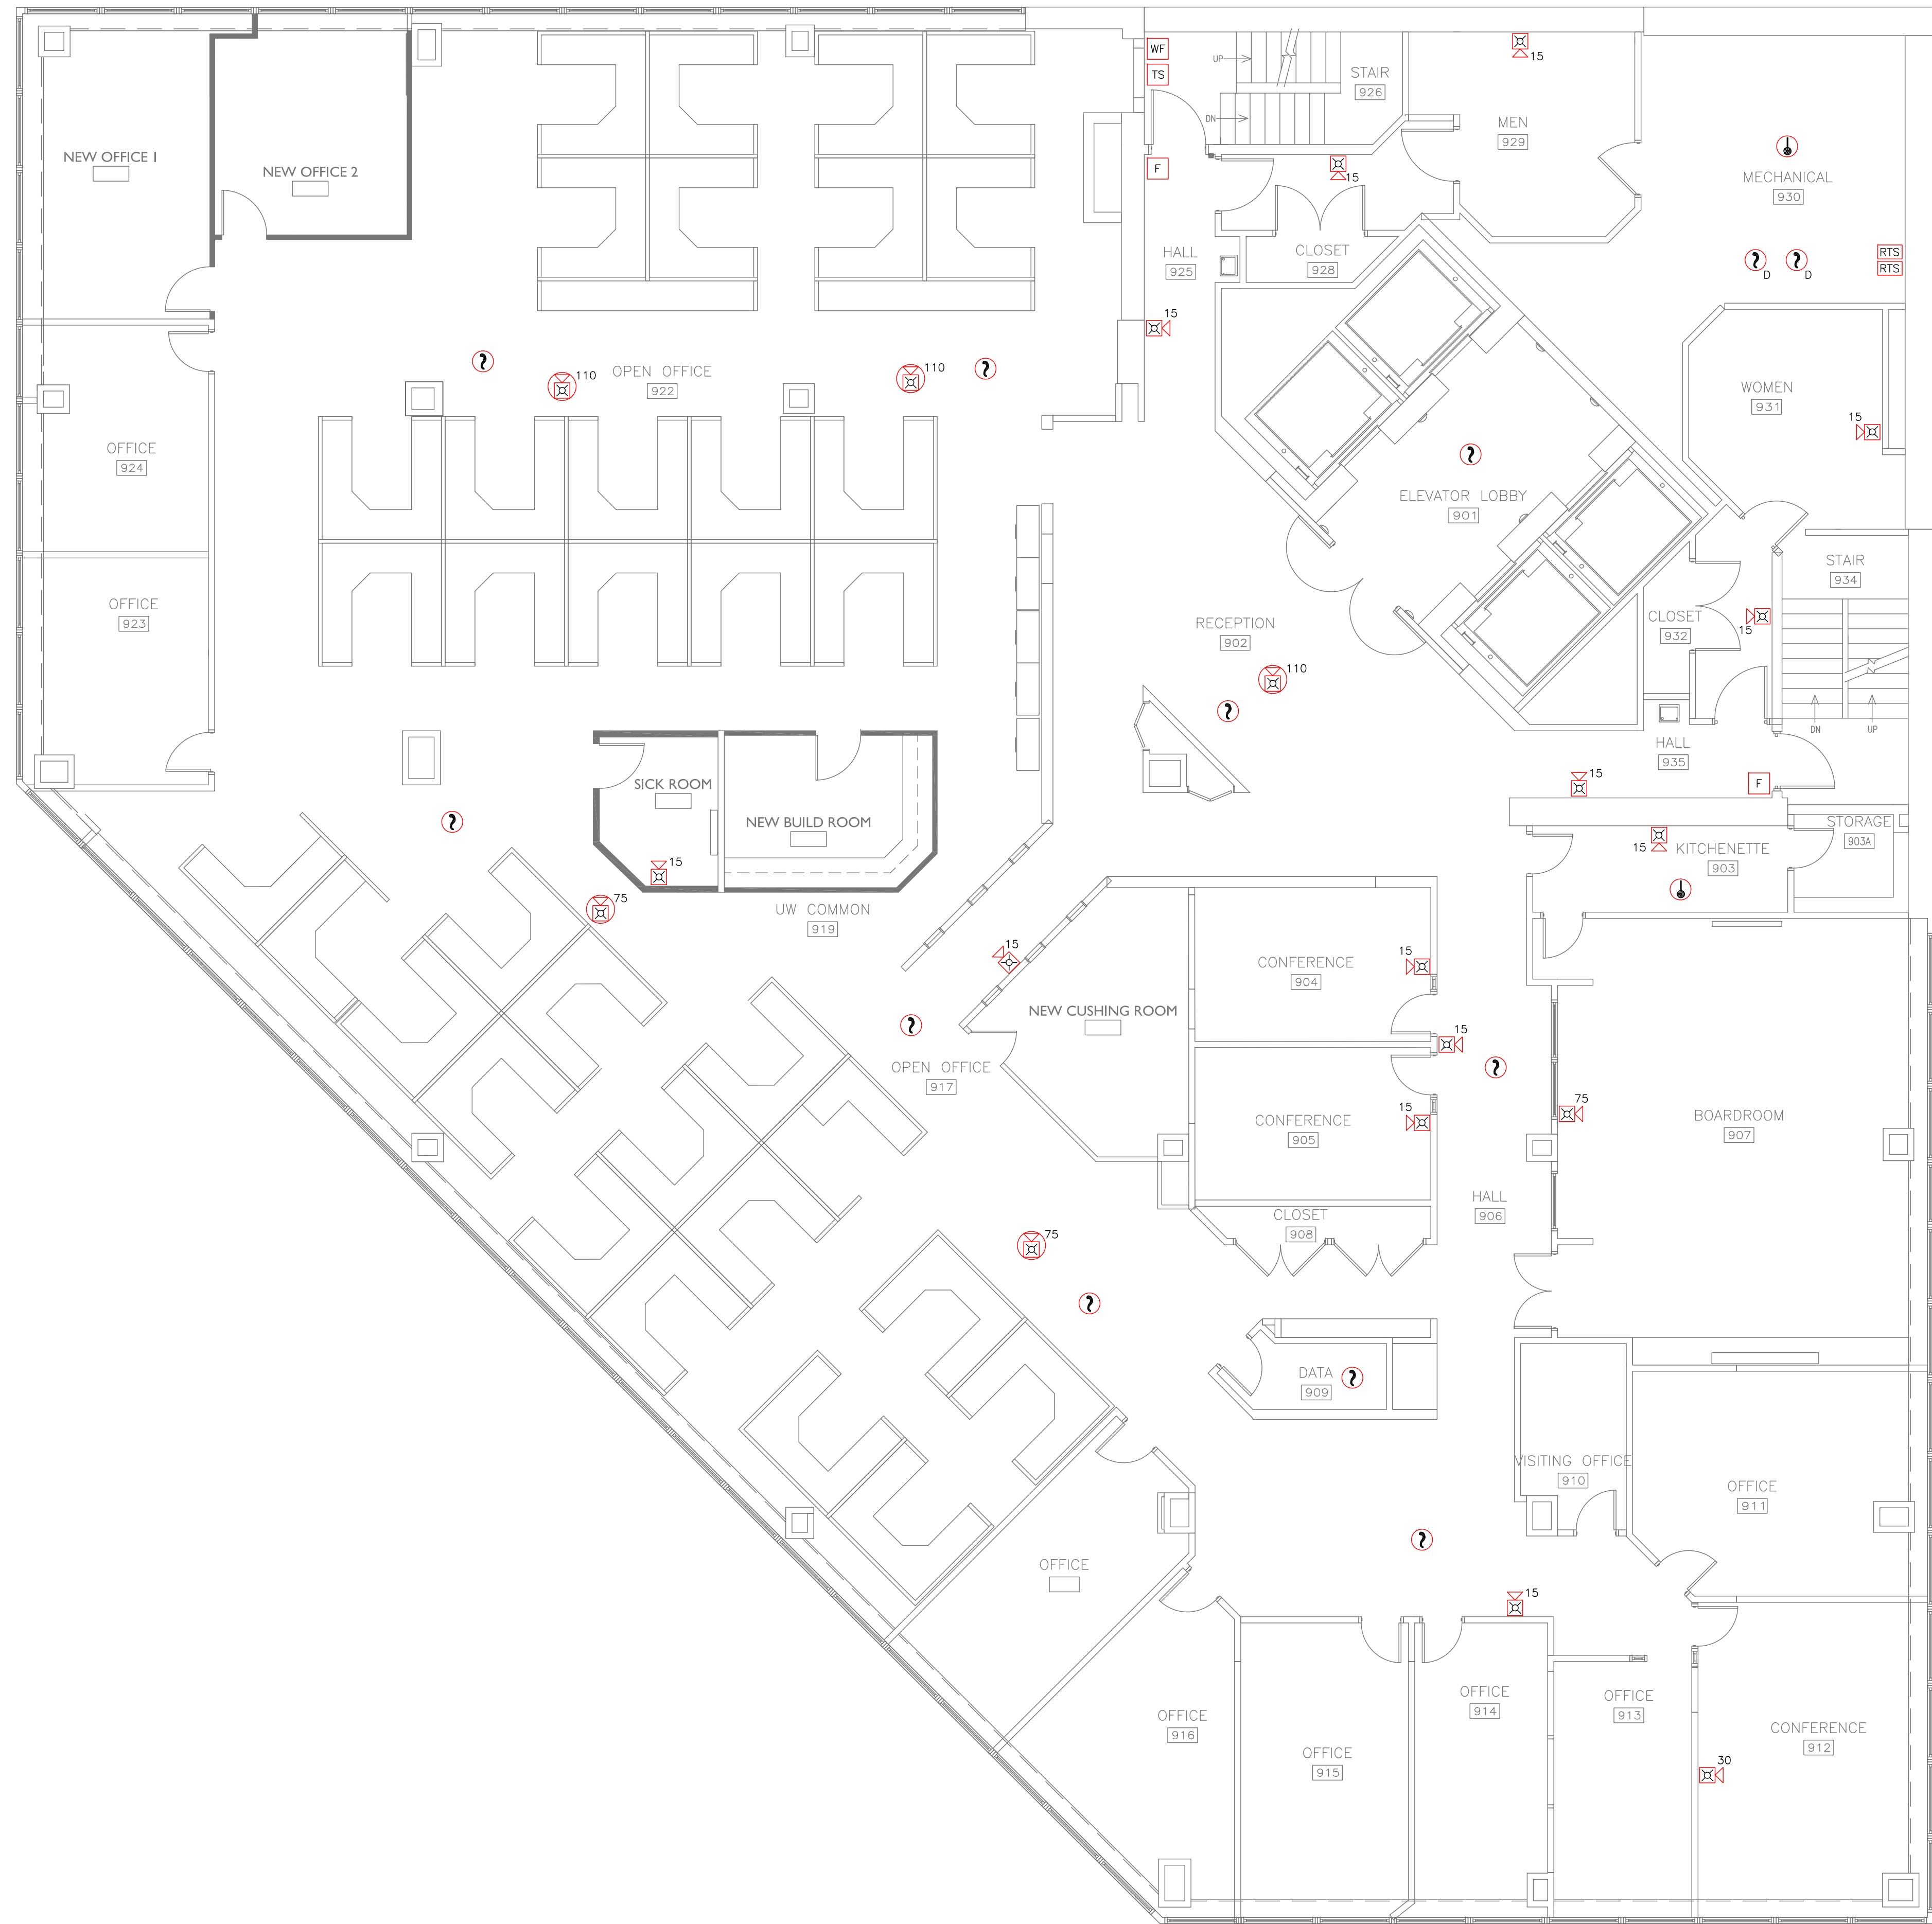 WF
TS
15
UP
STAIR
926
DN
MEN
929
NEW OFFICE 1
NEW OFFICE 2
F
15
MECHANICAL
930
HALL
925
CLOSET
928
D
D
RTS
RTS
15
110
OPEN OFFICE
922
110
WOMEN
931
15
OFFICE
924
ELEVATOR LOBBY
901
STAIR
934
OFFICE
923
RECEPTION
902
CLOSET
932
15
110
DN
UP
HALL
935
15
F
SICK ROOM
NEW BUILD ROOM
STORAGE
903A
15
KITCHENETTE
903
15
75
UW COMMON
919
15
CONFERENCE
904
15
NEW CUSHING ROOM
15
OPEN OFFICE
917
15
CONFERENCE
905
75
BOARDROOM
907
HALL
906
CLOSET
908
75
DATA
909
VISITING OFFICE
910
OFFICE
911
OFFICE
15
OFFICE
916
OFFICE
914
OFFICE
913
CONFERENCE
912
OFFICE
915
30